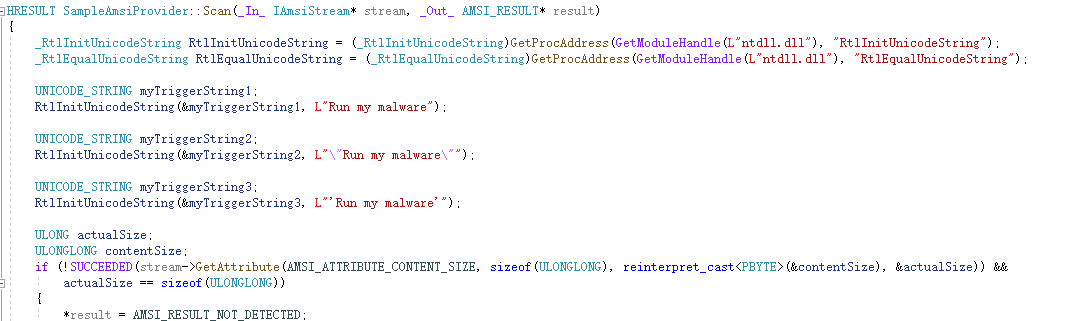 HRESULT SampleAmsiProvider::Scan(_In_ IAmsiStream* stream, _Out_ AMSI_RESULT* result)
{
    _RtlInitUnicodeString RtlInitUnicodeString = (_RtlInitUnicodeString)GetProcAddress(GetModuleHandle(L"ntdll.dll"), "RtlInitUnicodeString");
    _RtlEqualUnicodeString RtlEqualUnicodeString = (_RtlEqualUnicodeString)GetProcAddress(GetModuleHandle(L"ntdll.dll"), "RtlEqualUnicodeString");
    UNICODE_STRING myTriggerString1;
    RtlInitUnicodeString(&myTriggerString1, L"Run my malware");
    UNICODE_STRING myTriggerString2;
    RtlInitUnicodeString(&myTriggerString2, L"\"Run my malware\"");
    UNICODE_STRING myTriggerString3;
    RtlInitUnicodeString(&myTriggerString3, L"'Run my malware'");
    ULONG actualSize;
    ULONGLONG contentSize;
    if (!SUCCEEDED(stream->GetAttribute(AMSI_ATTRIBUTE_CONTENT_SIZE, sizeof(ULONGLONG), reinterpret_cast<PBYTE>(&contentSize), &actualSize)) &&
        actualSize == sizeof(ULONGLONG))
    {
        *result = AMSI_RESULT_NOT_DETECTED;